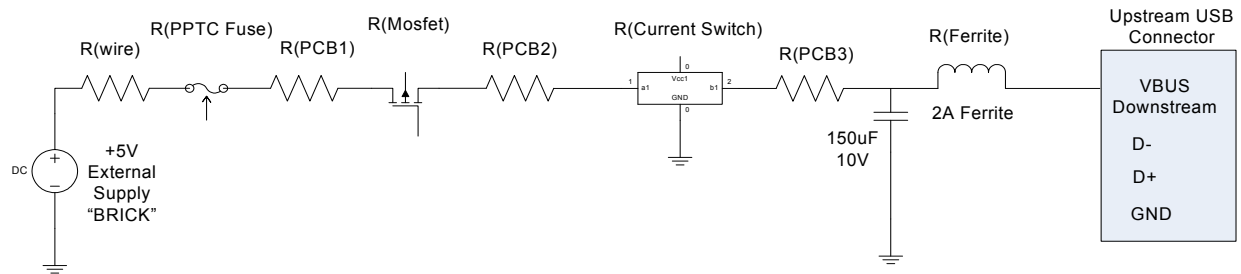 R(wire)
R(PPTC Fuse)
R(PCB1)
R(Mosfet)
R(PCB2)
R(Current Switch)
R(PCB3)
R(Ferrite)
Upstream USB
Connector
0
Vcc1
1
a1
b1
2
GND
0
2A Ferrite
150uF
10V
DC
+5V
External
Supply
“BRICK”
VBUS
Downstream
D-
D+
GND